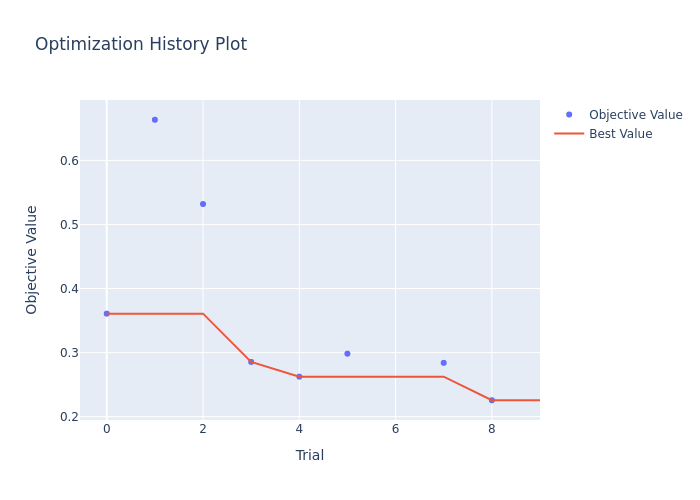 Optimization History Plot
Objective Value
Best Value
Objective Value
0.6
0.5
0.4
0.3
0.2
0 2 4 6 8
Trial